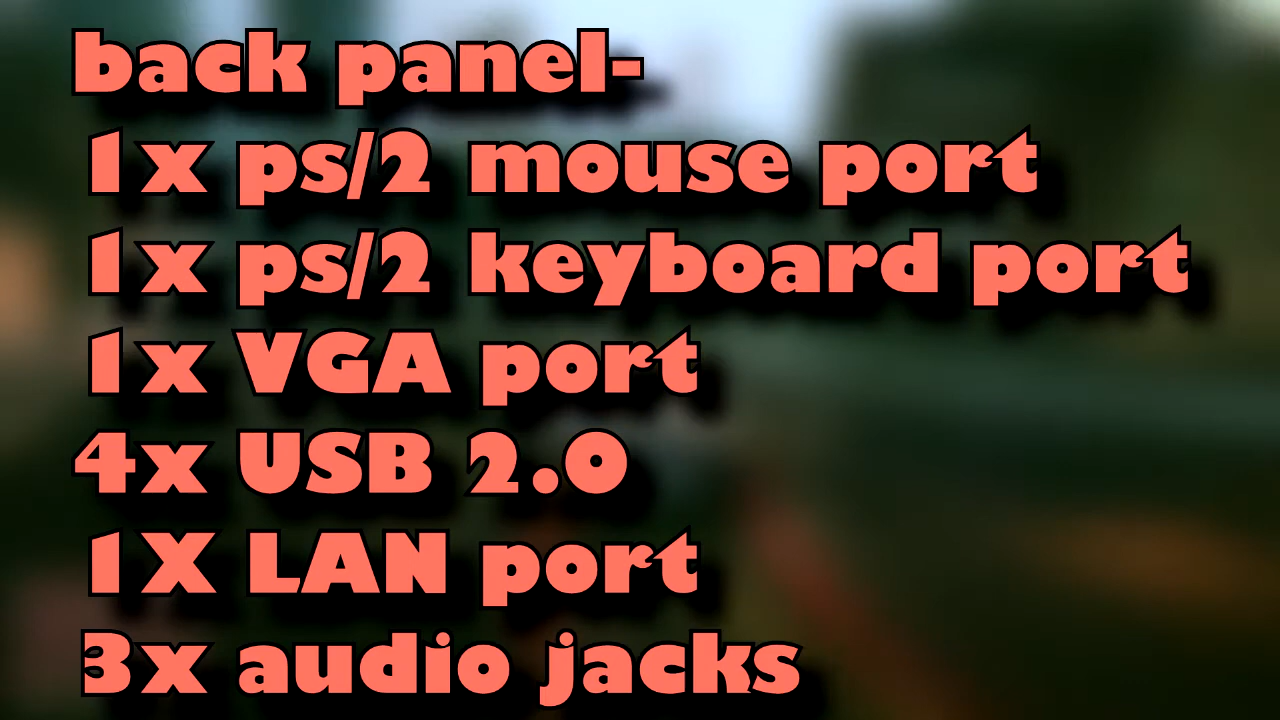 back panel-
1x ps/2 mouse port
1x ps/2 keyboard port
1x VGA port
4x USB 2.0
1X LAN port
3x audio jacks